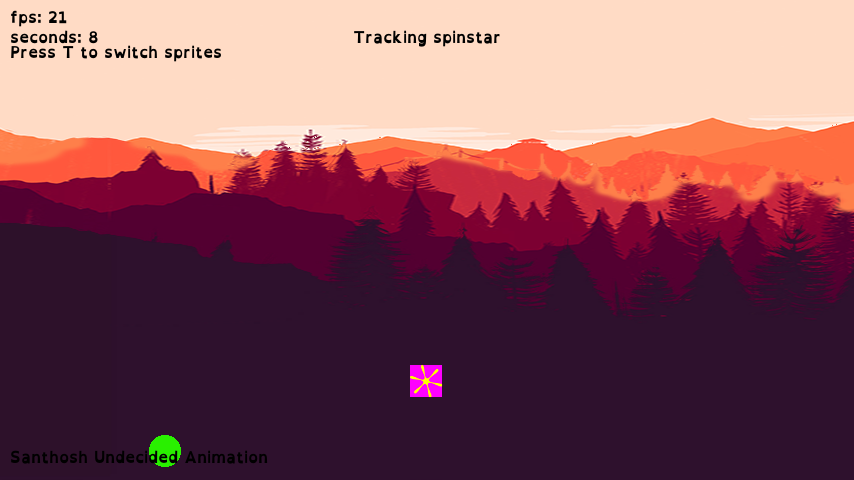 fps: 21
seconds: 8
Press T to switch sprites
Tracking spinstar
Santhosh Undecided Animation